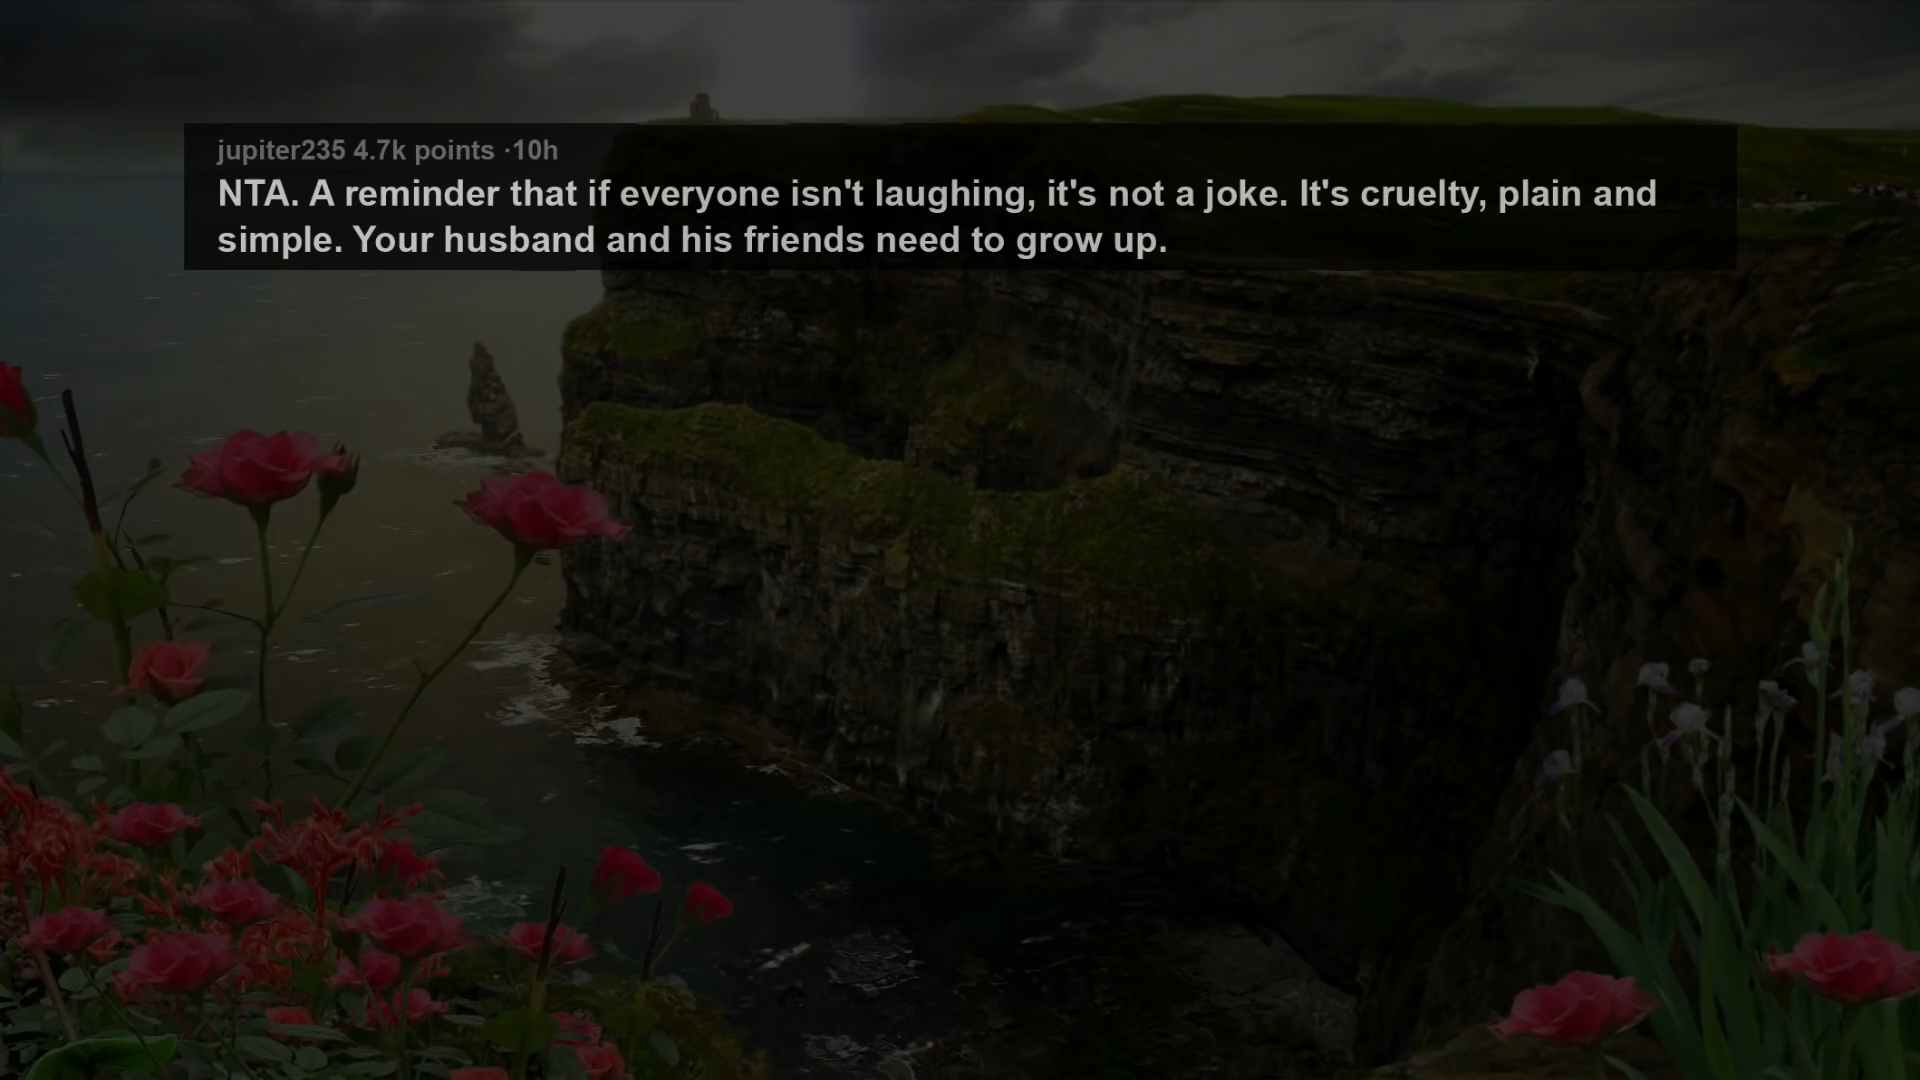 jupiter235 4.7k points ·10h
NTA. A reminder that if everyone isn't laughing, it's not a joke. It's cruelty, plain and
simple. Your husband and his friends need to grow up.